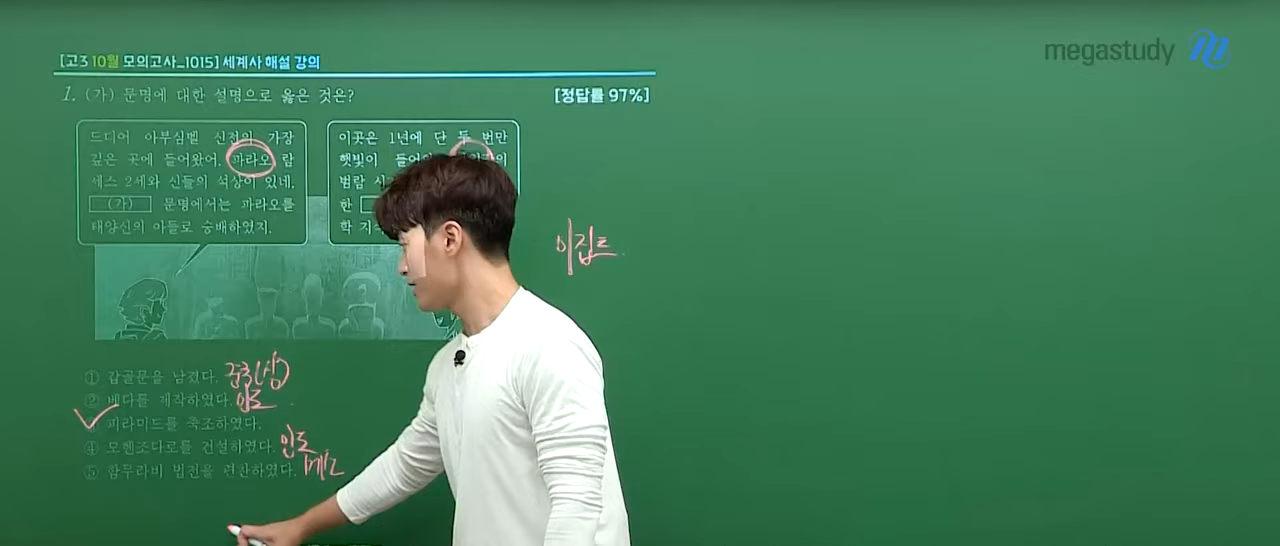 [고3 10월 모의고사_1015] 세계사 해설 강의
megastudy
1. (가) 문명에 대한 설명으로 옳은 것은?
[정답률 97%]
드디어 아부심벨 신전의 가장
깊은 곳에 들어왔어. 파라오 람
세스 2세와 신들의 석상이 있네.
(가) 문명에서는 파라오를
태양신의 아들로 숭배하였지.
이곳은 1년에 단 두 번만
햇빛이
범람
한
학
이집트
① 갑골문을 남겼다. 중국(상)
② 베다를 제작하였다. 인도
피라미드를 축조하였다.
④ 모헨조다로를 건설하였다. 인도
⑤ 함무라비 법전을 편찬하였다. 메소